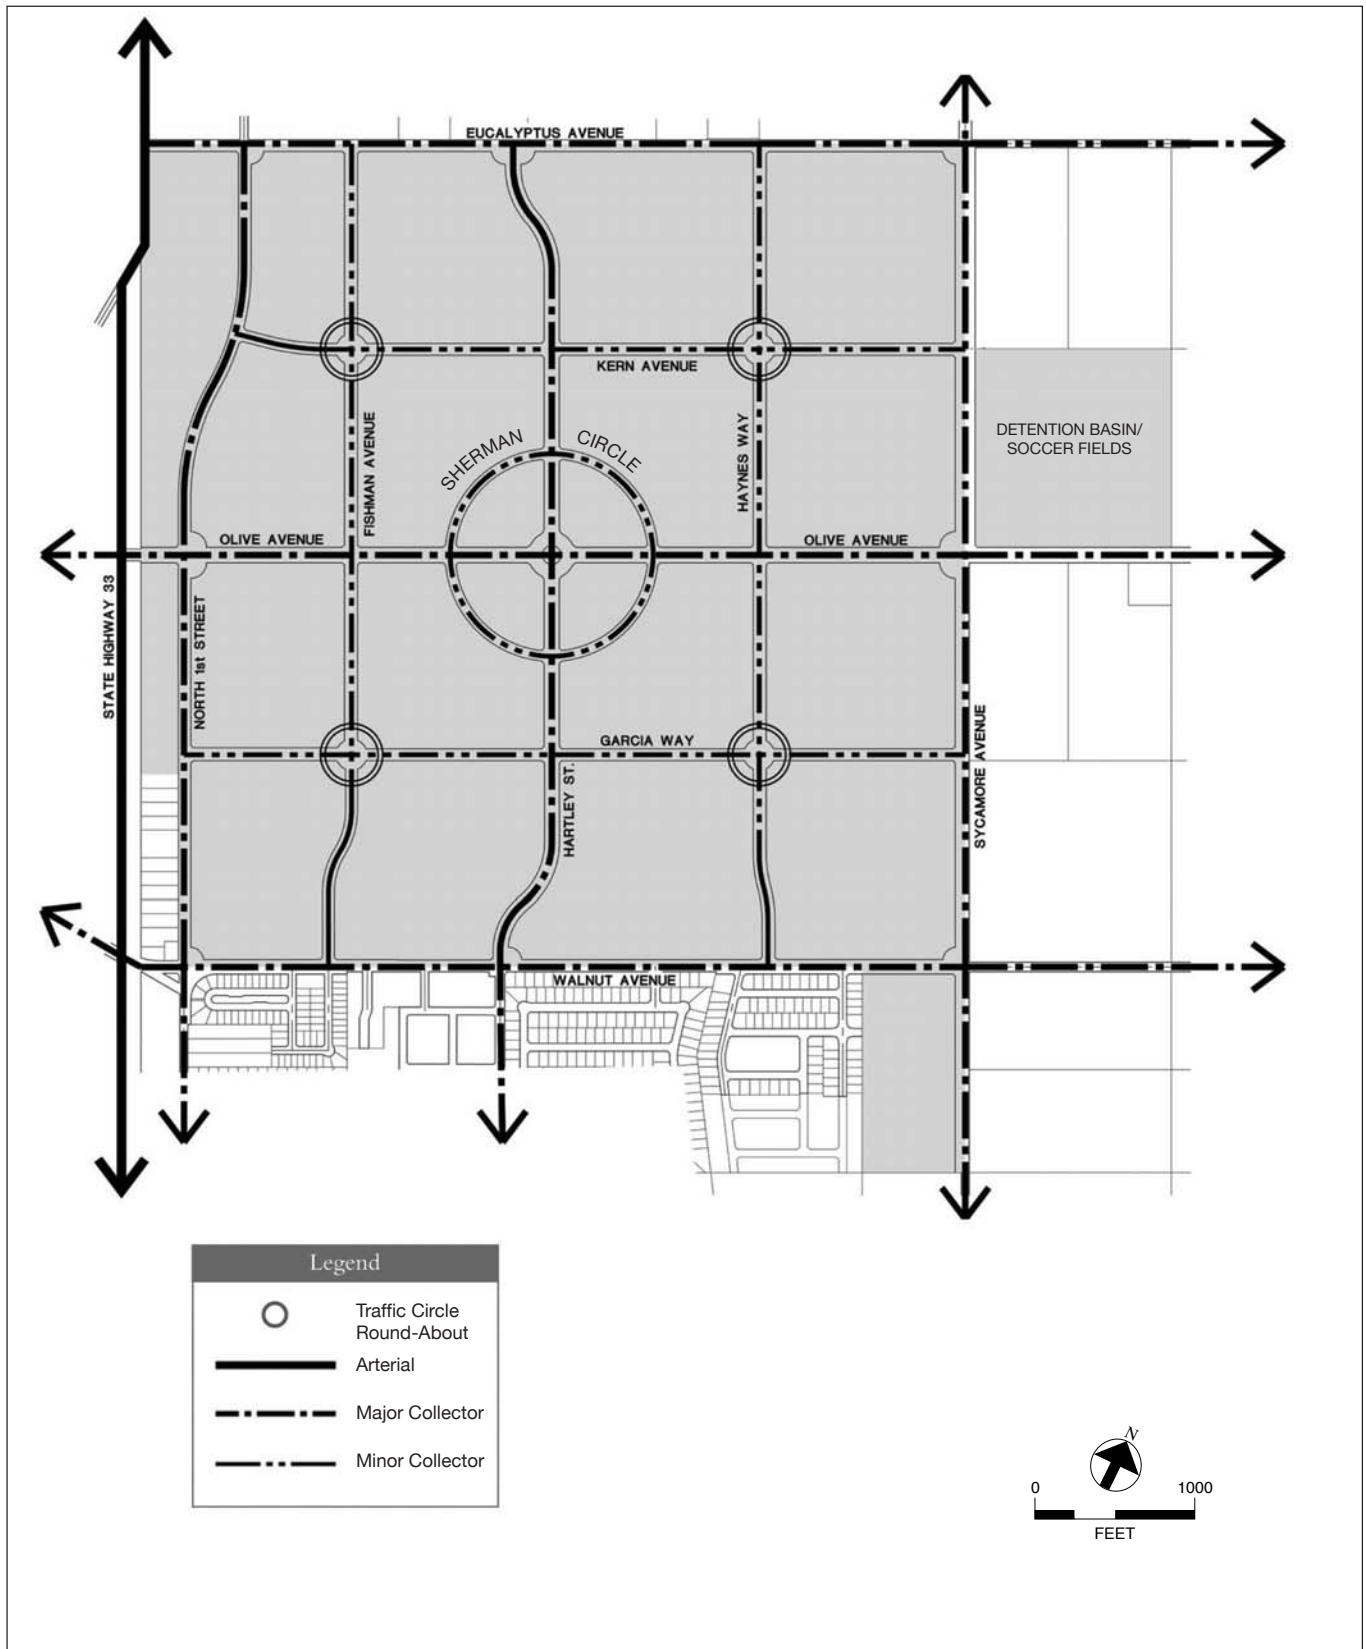 EUCALYPTUS AVENUE
KERN AVENUE
FISHMAN AVENUE
SHERMAN CIRCLE
HAYNES WAY
DETENTION BASIN/
SOCCER FIELDS
OLIVE AVENUE
OLIVE AVENUE
STATE HIGHWAY 33
NORTH 1st STREET
GARCIA WAY
HARTLEY ST.
SYCAMORE AVENUE
WALNUT AVENUE
Legend
Traffic Circle
Round-About
Arterial
Major Collector
Minor Collector
N
0 1000
FEET